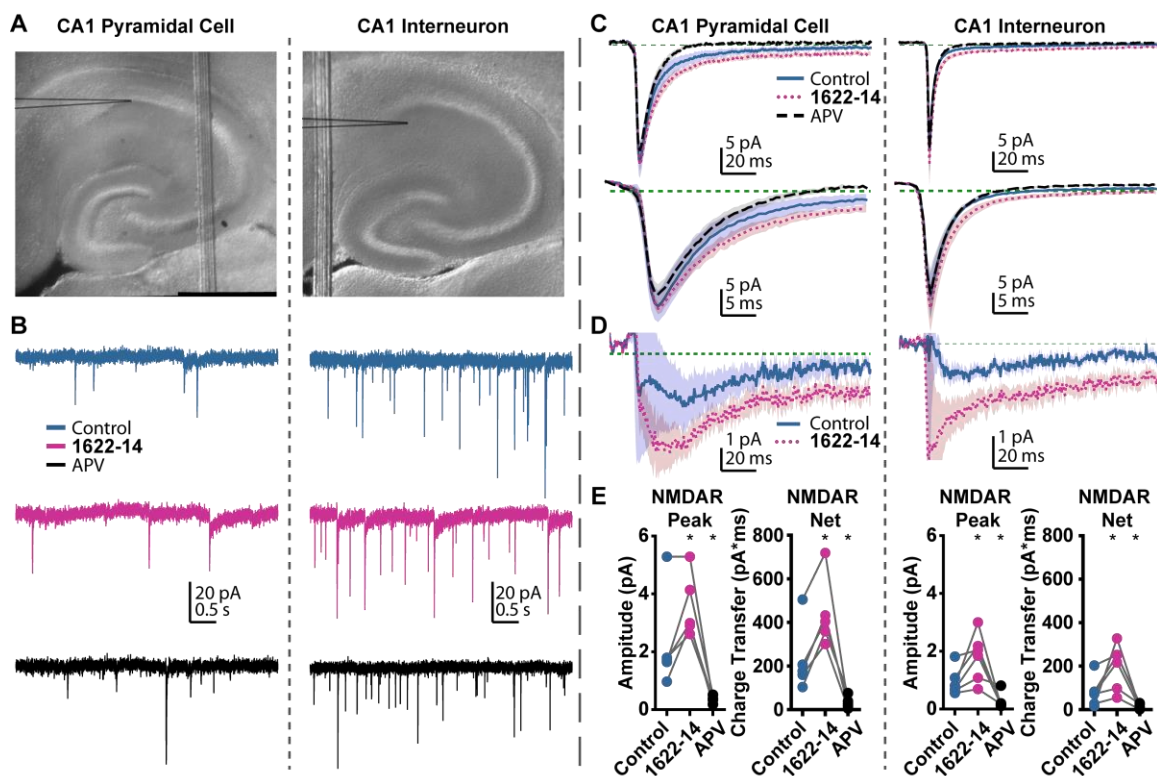 A
CA1 Pyramidal Cell
CA1 Interneuron
B
Control
1622-14
APV
20 pA
0.5 s
20 pA
0.5 s
C
CA1 Pyramidal Cell
CA1 Interneuron
Control
1622-14
APV
5 pA
20 ms
5 pA
20 ms
5 pA
5 ms
5 pA
5 ms
D
Control
1622-14
1 pA
20 ms
1 pA
20 ms
E
NMDAR
Peak
* *
Ampitude (pA)
6
4
2
0
Control
1622-14
APV
NMDAR
Net
* *
Charge Transfer (pA*ms)
800
600
400
200
0
Control
1622-14
APV
NMDAR
Peak
* *
Amplitude (pA)
6
4
2
0
Control
1622-14
APV
NMDAR
Net
* *
Charge Transfer (pA*ms)
800
600
400
200
0
Control
1622-14
APV